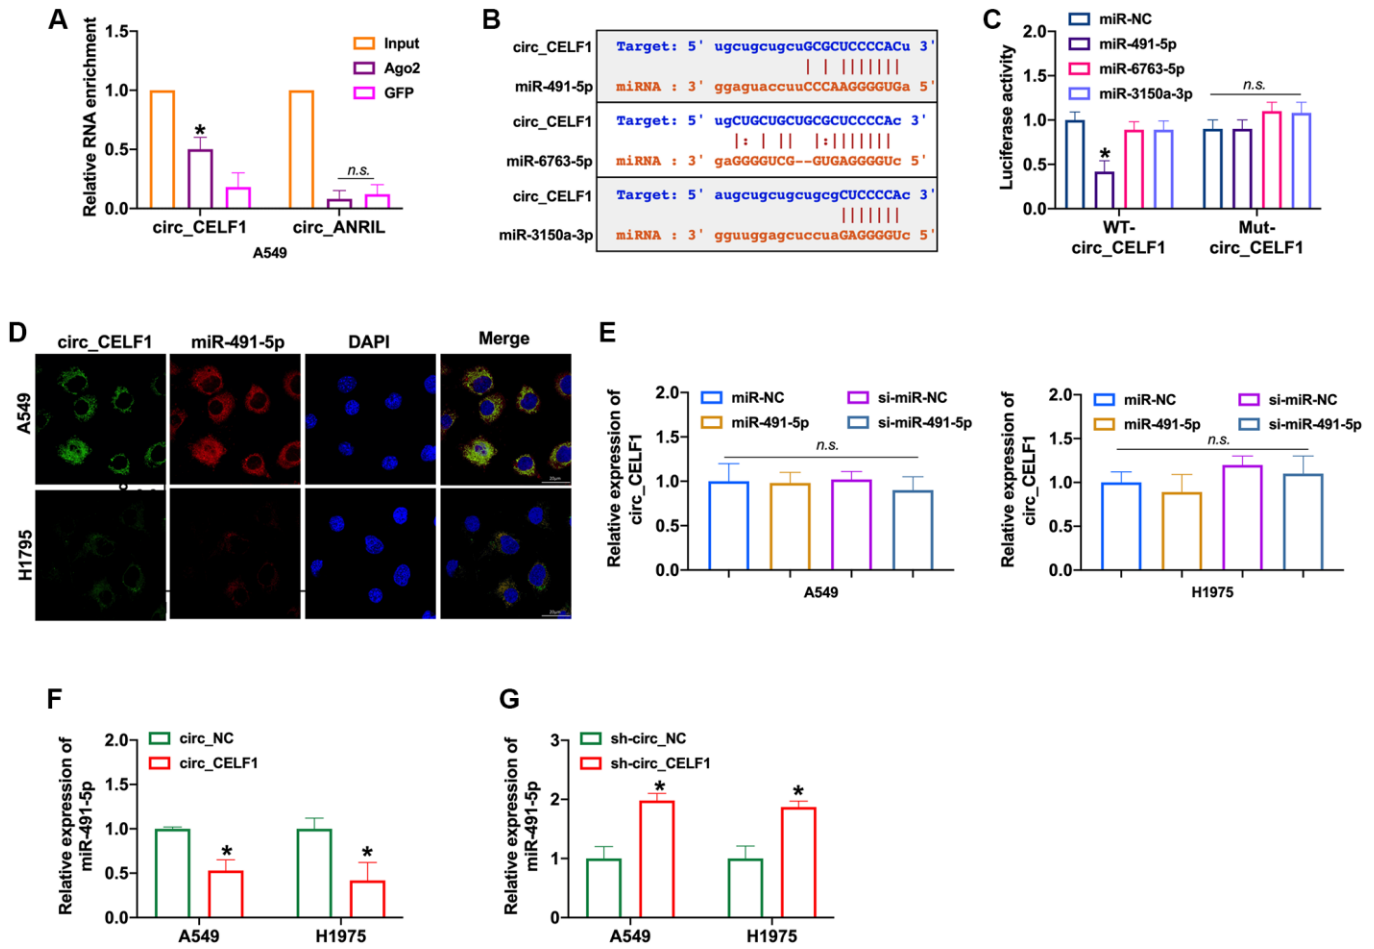 A
Relative RNA enrichment
1.5
1.0
0.5
0.0
Input
Ago2
GFP
*
n.s.
circ_CELF1
circ_ANRIL
A549
B
circ_CELF1
Target: 5' ugcugcugcuGCGCUCCCCACu 3'
miR-491-5p
miRNA : 3' ggaguaccuuCCCAAGGGGUGa 5'
circ_CELF1
Target: 5' ugCUGCUGCUGCGCUCCCCAc 3'
miR-6763-5p
miRNA : 3' gaGGGGUCG--GUGAGGGGUc 5'
circ_CELF1
Target: 5' augcugcugcugcgCUCCCCAc 3'
miR-3150a-3p
miRNA : 3' gguuggagcuccuaGAGGGGUc 5'
C
Luciferase activity
2.0
1.5
1.0
0.5
0.0
miR-NC
miR-491-5p
miR-6763-5p
miR-3150a-3p
*
n.s.
WT-
circ_CELF1
Mut-
circ_CELF1
D
circ_CELF1
miR-491-5p
DAPI
Merge
A549
H1795
E
Relative expression of
circ_CELF1
2.0
1.5
1.0
0.5
0.0
miR-NC
miR-491-5p
si-miR-NC
si-miR-491-5p
n.s.
A549
Relative expression of
circ_CELF1
2.0
1.5
1.0
0.5
0.0
miR-NC
miR-491-5p
si-miR-NC
si-miR-491-5p
n.s.
H1975
F
Relative expression of
miR-491-5p
2.0
1.5
1.0
0.5
0.0
circ_NC
circ_CELF1
*
*
A549
H1975
G
Relative expression of
miR-491-5p
3
2
1
0
sh-circ_NC
sh-circ_CELF1
*
*
A549
H1975